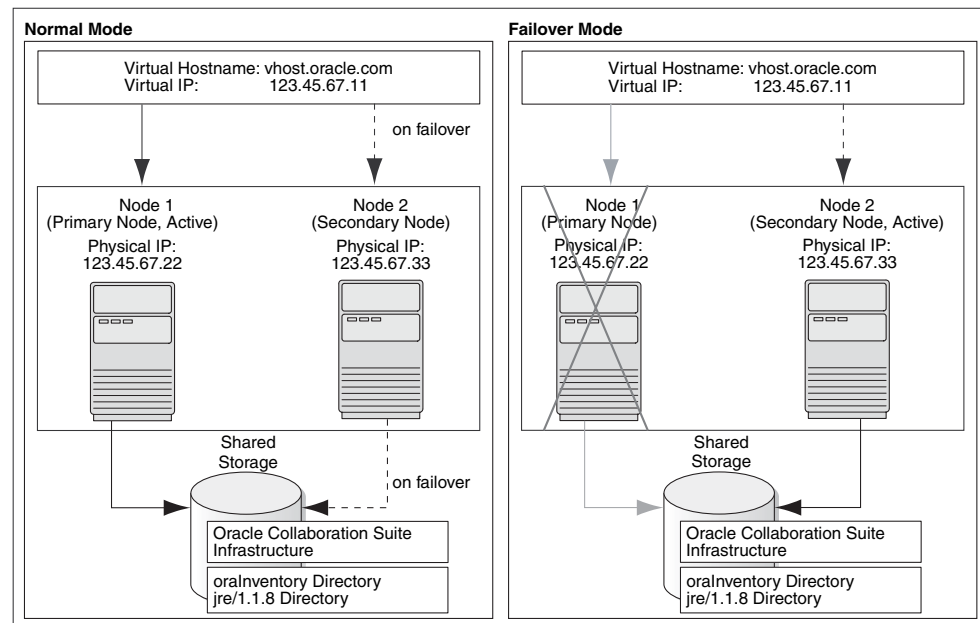 Normal Mode
Virtual Hostname: vhost.oracle.com
Virtual IP: 123.45.67.11
on failover
Node 1
(Primary Node, Active)
Physical IP:
123.45.67.22
Node 2
(Secondary Node)
Physical IP:
123.45.67.33
Shared
Storage
on failover
Oracle Collaboration Suite
Infrastructure
oraInventory Directory
jre/1.1.8 Directory
Failover Mode
Virtual Hostname: vhost.oracle.com
Virtual IP: 123.45.67.11
Node 1
(Primary Node)
Physical IP:
123.45.67.22
Node 2
(Secondary Node, Active)
Physical IP:
123.45.67.33
Shared
Storage
Oracle Collaboration Suite
Infrastructure
oraInventory Directory
jre/1.1.8 Directory